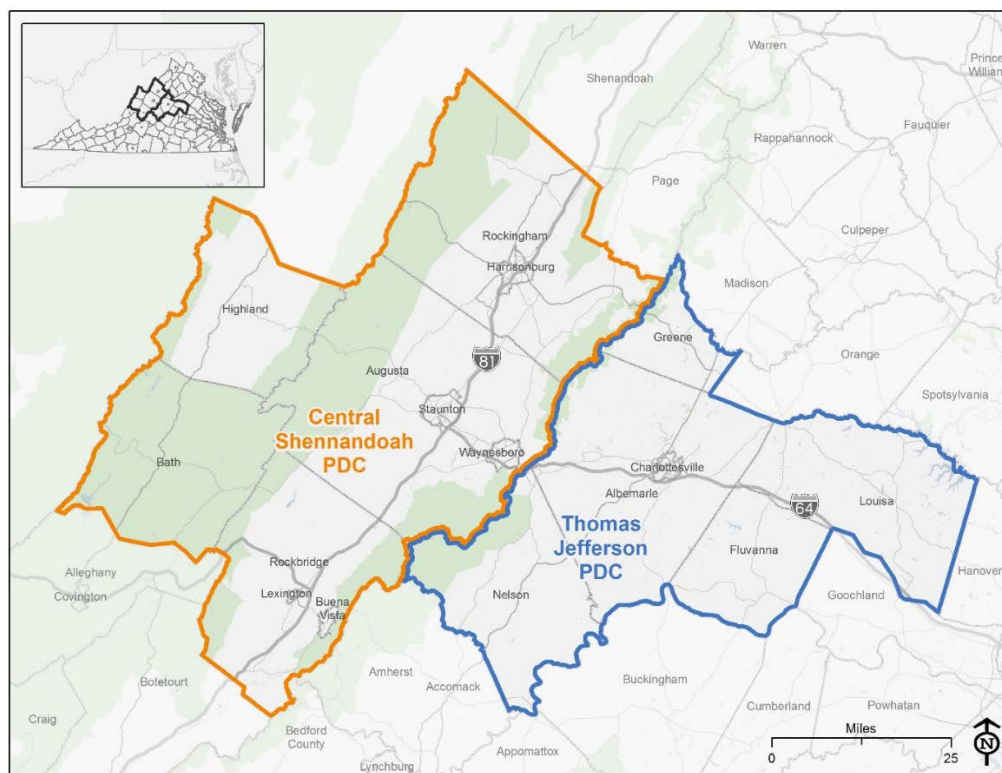 Warren
Prince
William
Shenandoah
Fauquier
Rappahannock
Page
Culpeper
Rockingham
Harrisonburg
Madison
Highland
Greene
Orange
81
Augusta
Spotsylvania
Staunton
Central
Shennandoah
PDC
Waynesboro
Bath
Charlottesville
Albemarle
Louisa
64
Thomas
Jefferson
PDC
Fluvanna
Rockbridge
Alleghany
Covington
Hanover
Lexington
Nelson
Goochland
Buena
Vista
Amherst
Buckingham
Botetourt
Accomack
Cumberland
Powhatan
Craig
Bedford
County
Appomattox
Lynchburg
Miles
0
25
N